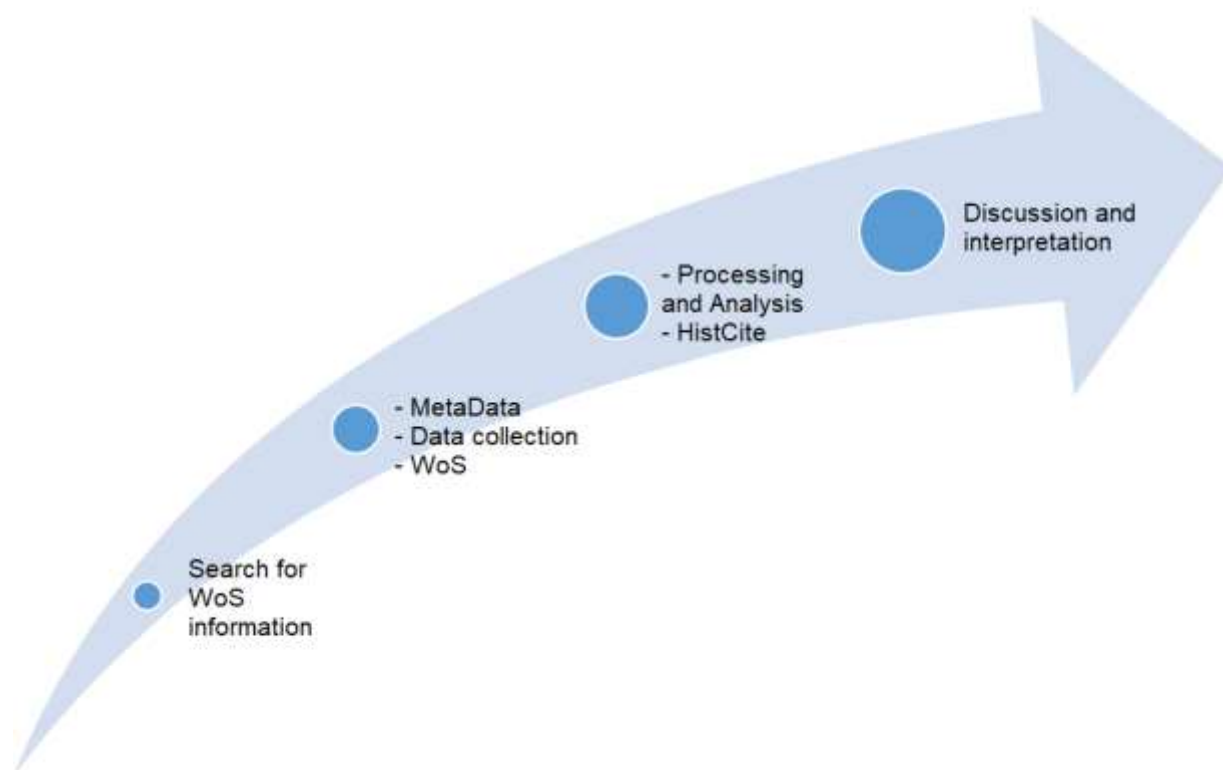 Discussion and
interpretation
- Processing
and Analysis
- HistCite
- MetaData
- Data collection
- WoS
Search for
WoS
information